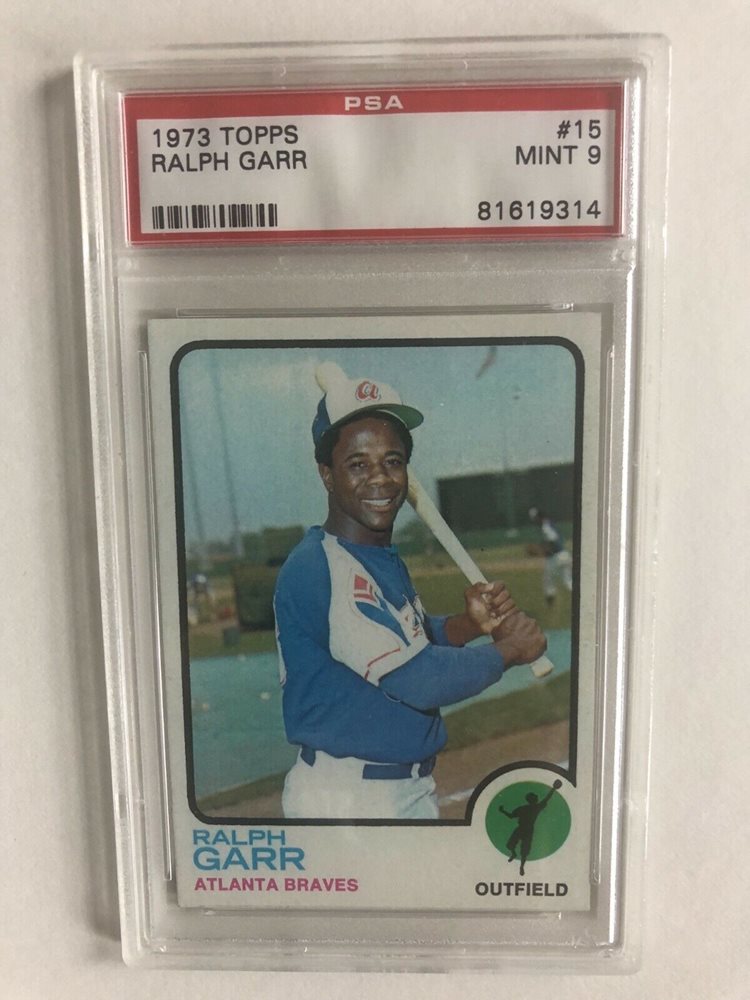 PSA
1973 TOPPS #15
RALPH GARR MINT 9
81619314
a
RALPH
GARR
ATLANTA BRAVES
OUTFIELD